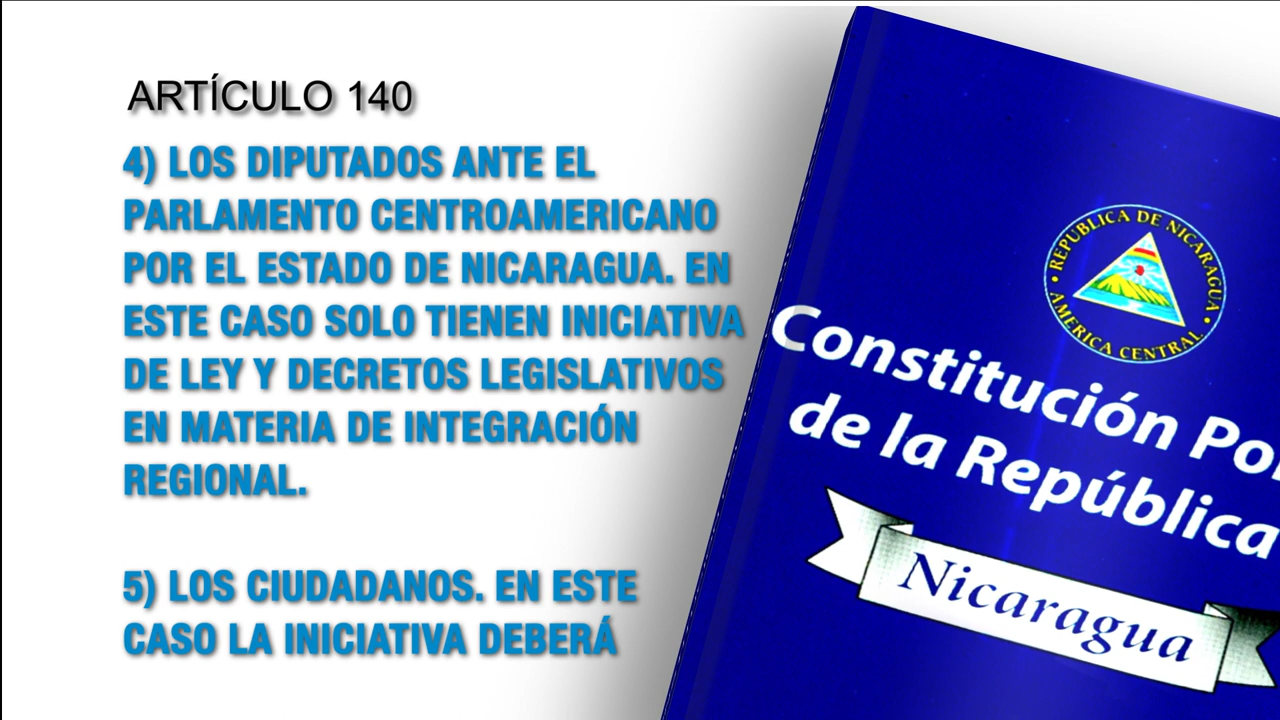 ARTÍCULO 140
4) LOS DIPUTADOS ANTE EL
PARLAMENTO CENTROAMERICANO
POR EL ESTADO DE NICARAGUA. EN
ESTE CASO SOLO TIENEN INICIATIVA
DE LEY Y DECRETOS LEGISLATIVOS
EN MATERIA DE INTEGRACIÓN
REGIONAL.
5) LOS CIUDADANOS. EN ESTE
CASO LA INICIATIVA DEBERÁ
REPUBLICA DE NICARAGUA
AMERICA CENTRAL
Constitución Po
de la República
Nicaragua